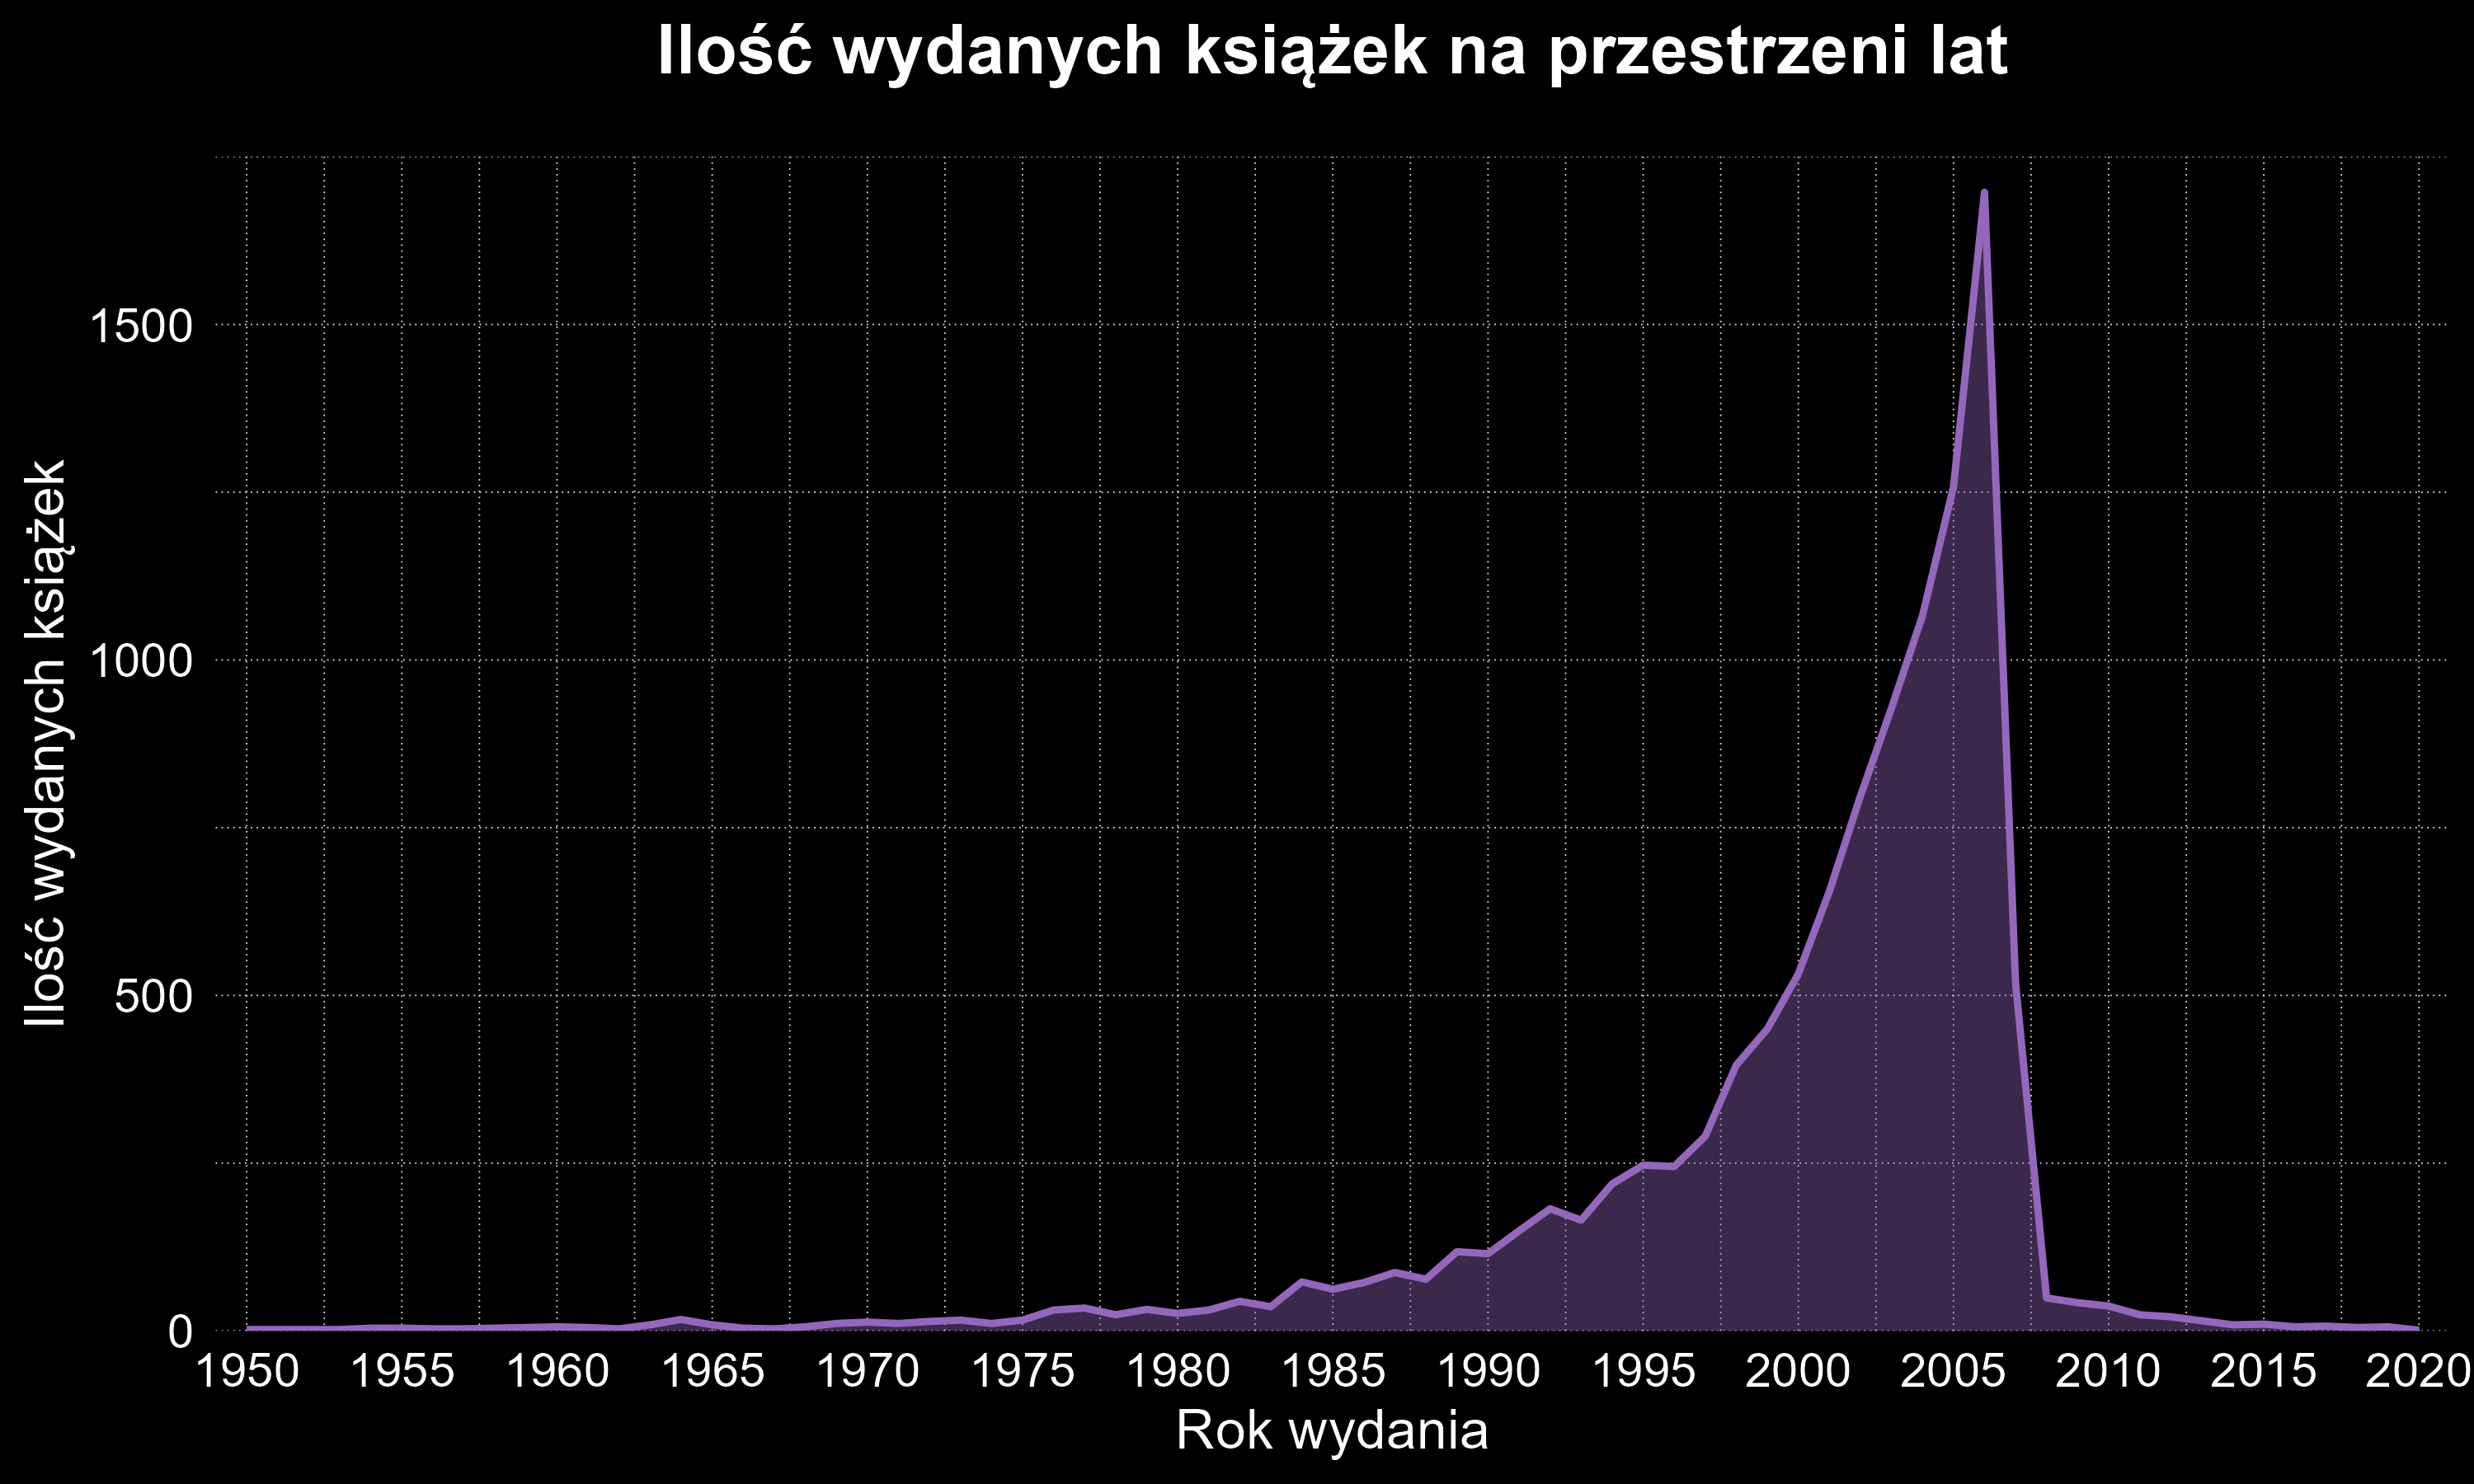 Ilość wydanych książek na przestrzeni lat
Ilość wydanych książek
1500
1000
500
0
1950 1955 1960 1965 1970 1975 1980 1985 1990 1995 2000 2005 2010 2015 2020
Rok wydania